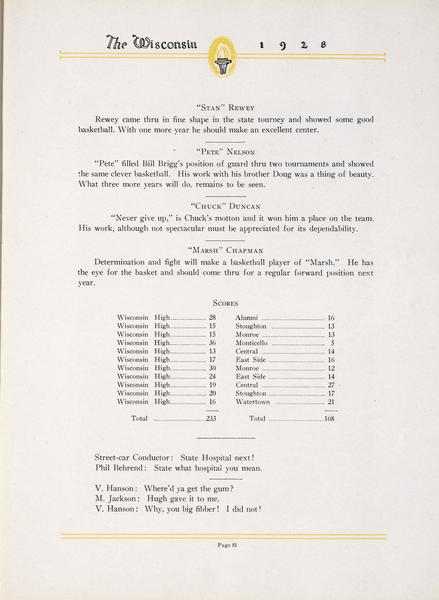 The Wisconsin 1928
"Stan" Rewey
Rewey came thru in fine shape in the state tourney and showed some good
basketball. With one more year he should make an excellent center.
"Pete" Nelson
"Pete" filled Bill Brigg's position of guard thru two tournaments and showed
the same clever basketball. His work with his brother Doug was a thing of beauty.
What three more years will do, remains to be seen.
"Chuck" Duncan
"Never give up," is Chuck's motton and it won him a place on the team.
His work, although not spectacular must be appreciated for its dependability.
"Marsh" Chapman
Determination and fight will make a basketball player of "Marsh." He has
the eye for the basket and should come thru for a regular forward position next
year.
Scores
Wisconsin High 28 Alumni 16
Wisconsin High 15 Stoughton 13
Wisconsin High 15 Monroe 13
Wisconsin High 36 Monticello 5
Wisconsin High 13 Central 14
Wisconsin High 17 East Side 16
Wisconsin High 30 Monroe 12
Wisconsin High 24 East Side 14
Wisconsin High 19 Central 27
Wisconsin High 20 Stoughton 17
Wisconsin High 16 Watertown 21
Total 233 Total 168
Street-car Conductor: State Hospital next!
Phil Behrend: State what hospital you mean.
V. Hanson: Where'd ya get the gum?
M. Jackson: Hugh gave it to me.
V. Hanson: Why, you big fibber! I did not!
Page 81